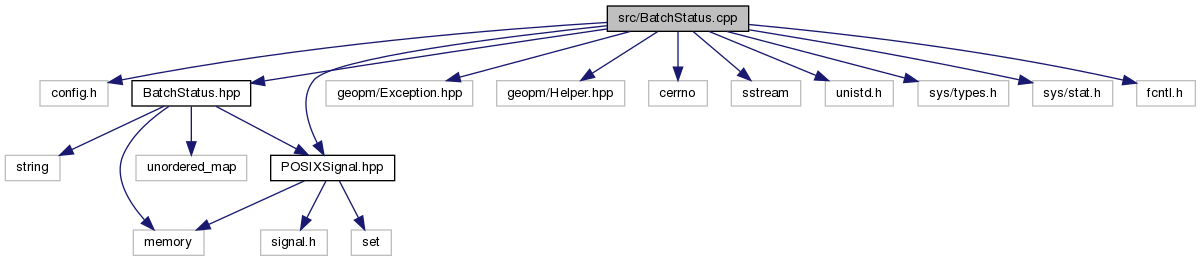 src/BatchStatus.cpp
config.h
BatchStatus.hpp
geopm/Exception.hpp
geopm/Helper.hpp
cerrno
sstream
unistd.h
sys/types.h
sys/stat.h
fcntl.h
string
unordered_map
POSIXSignal.hpp
memory
signal.h
set